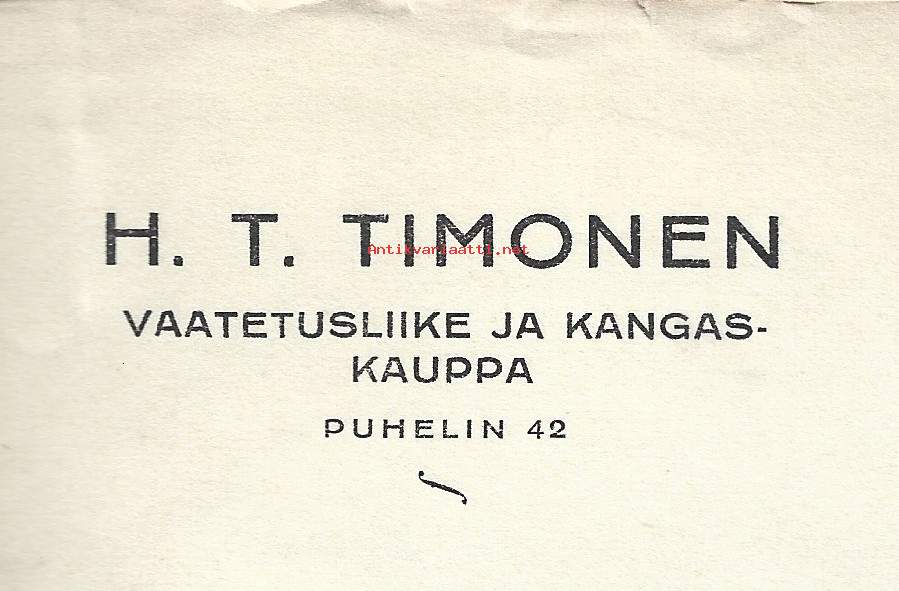 H. T. TIMONEN
Antikvariaatti.net
VAATETUSLIIKE JA KANGAS-
KAUPPA
PUHELIN 42